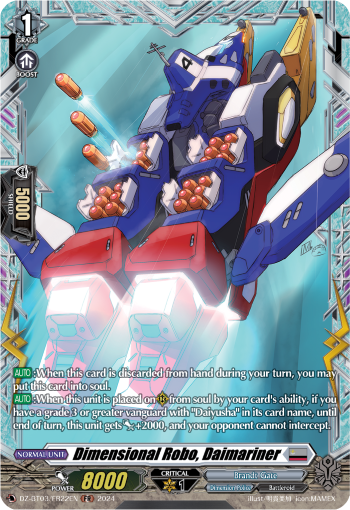 1
GRADE
BOOST
4
5000
SHIELD
AUTO:When this card is discarded from hand during your turn, you may
put this card into soul.
AUTO:When this unit is placed on R from soul by your card's ability, if you
have a grade 3 or greater vanguard with "Daiyusha" in its card name, until
end of turn, this unit gets +2000, and your opponent cannot intercept.
NORMAL UNIT
Dimensional Robo, Daimariner
POWER
8000
CRITICAL
1
Brandt Gate
Dimension Police
Battleroid
DZ-BT03/FR22EN FR 2024